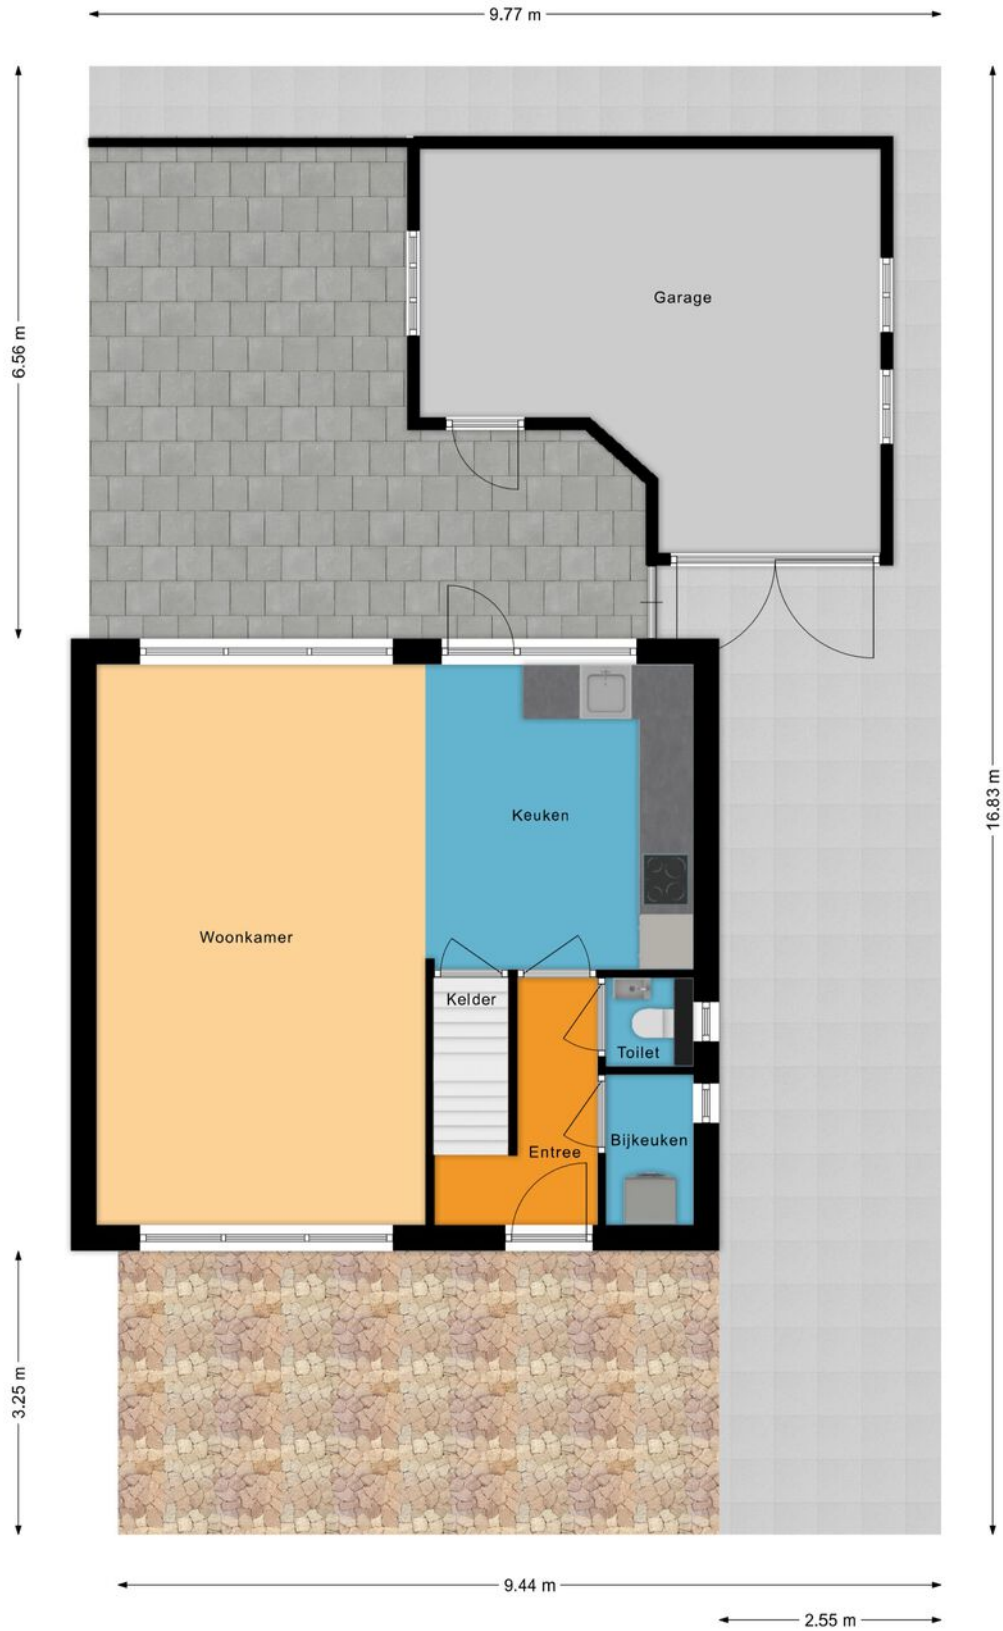 9.77 m
Garage
6.56 m
16.83 m
Keuken
Woonkamer
Kelder
Toilet
Bijkeuken
Entree
3.25 m
9.44 m
2.55 m